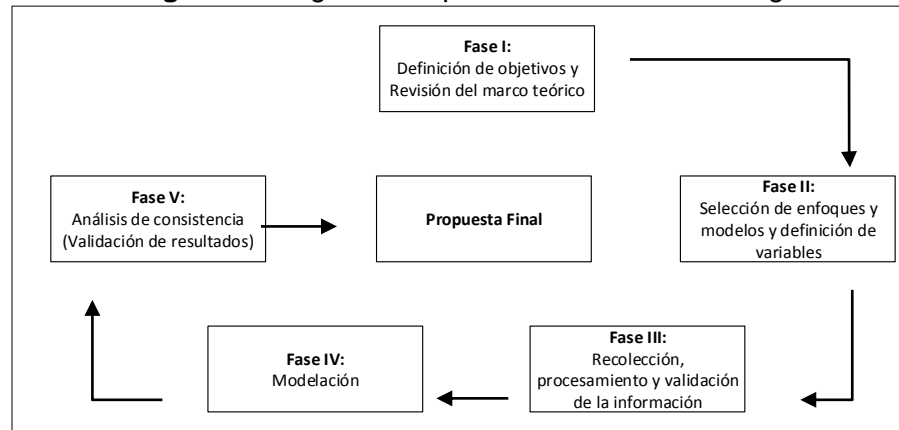 Fase I:
Definición de objetivos y
Revisión del marco teórico
Fase II:
Selección de enfoques y
modelos y definición de
variables
Fase III:
Recolección,
procesamiento y validación
de la información
Fase IV:
Modelación
Fase V:
Análisis de consistencia
(Validación de resultados)
Propuesta Final